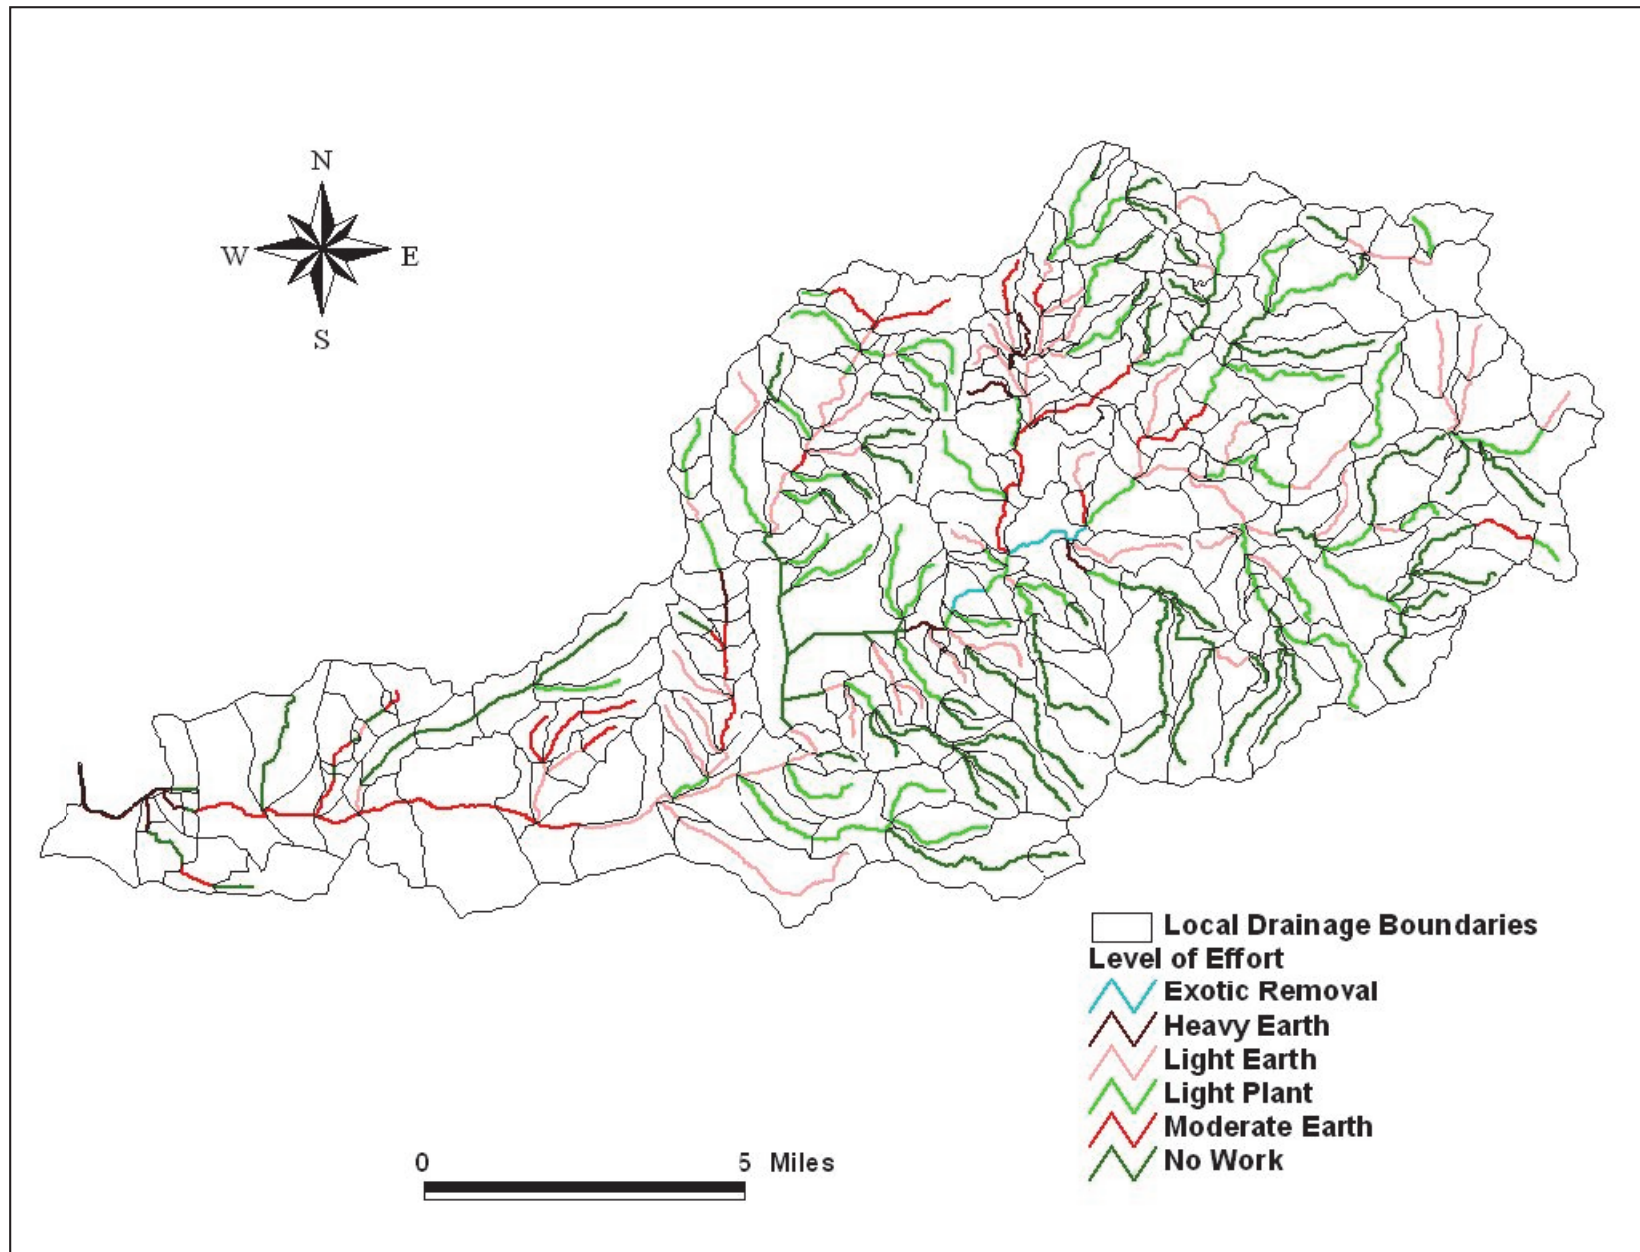 N
W E
S
Local Drainage Boundaries
Level of Effort
Exotic Removal
Heavy Earth
Light Earth
Light Plant
Moderate Earth
No Work
0 5 Miles